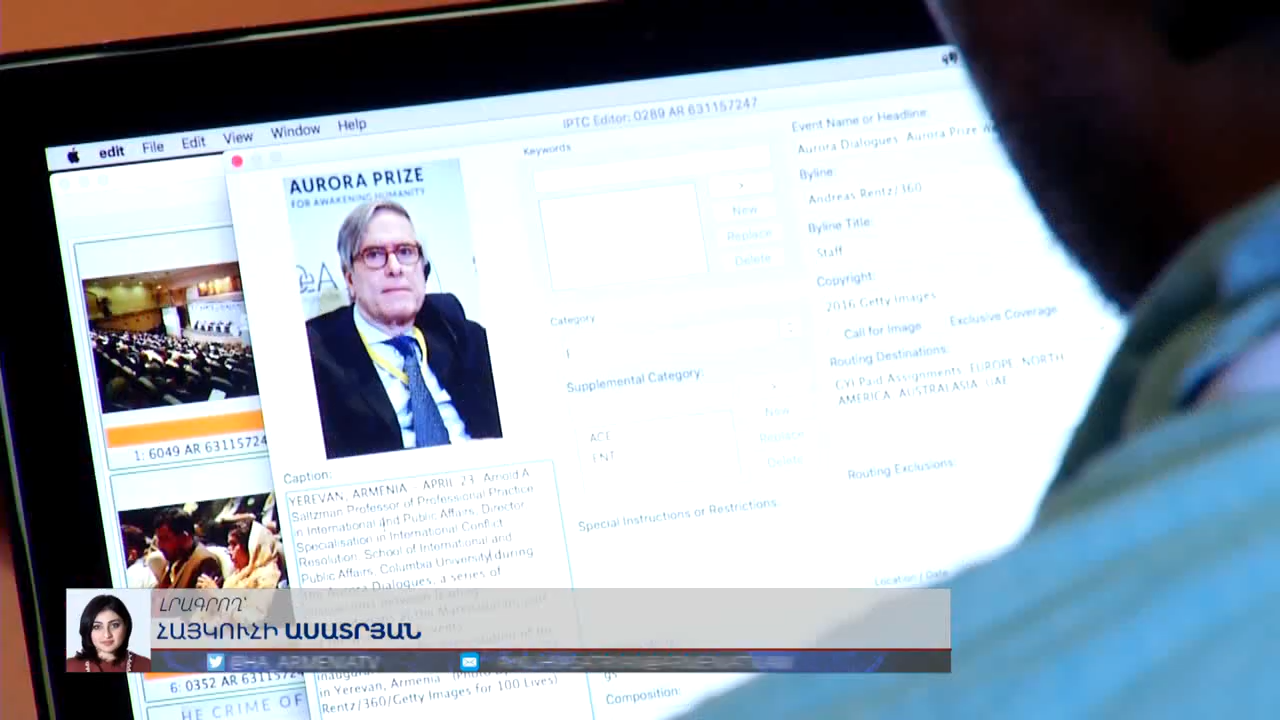 edit File Edit View Window Help
IPTC Editor: 0289 AR 631157247
AURORA PRIZE
FOR AWAKENING HUMANITY
1: 6049 AR 6311572
6: 0352 AR 6311572
HE CRIME OF
Caption:
YEREVAN, ARMENIA - APRIL 23: Arnold A.
Saltzman Professor of Professional Practice
in International and Public Affairs, Director
Specialisation in International Conflict
Resolution, School of International and
Public Affairs, Columbia University during
the Aurora Dialogues, a series of
in Yerevan, Armenia. (Photo
Rentz/360/Getty Images for 100 Lives)
Keywords
New
Replace
Delete
Category
Supplemental Category:
ACE
ENT
New
Replace
Delete
Special Instructions or Restrictions:
Event Name or Headline:
Aurora Dialogues: Aurora Prize
Byline:
Andreas Rentz/360
Byline Title:
Staff
Copyright:
2016 Getty Images
Call for Image Exclusive Coverage
Routing Destinations:
GYI Paid Assignments: EUROPE, NORTH
AMERICA, AUSTRALASIA, UAE
Routing Exclusions:
Location / Date
Composition:
ԼՐԱԳՐՈՂ՝
ՀԱՅԿՈՒՀԻ ԱՍԱՏՐՅԱՆ
@HA_ARMENIATV